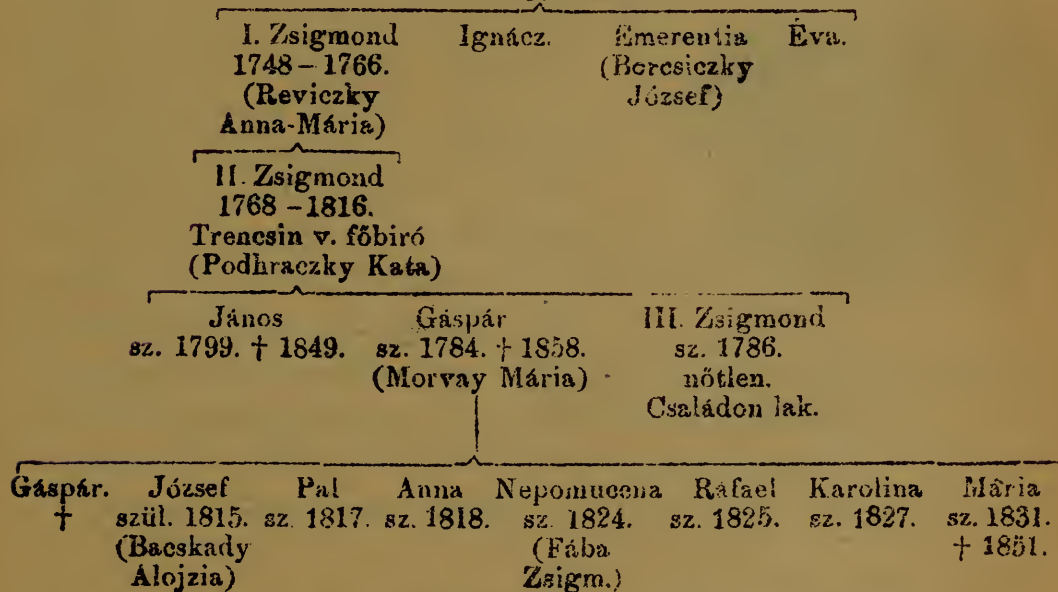 I. Zsigmond Ignácz. Emerentia Éva.
1748 – 1766. (Borcsiczky
(Reviczky József)
Anna-Mária)
II. Zsigmond
1768 – 1816.
Trencsin v. főbiró
(Podhraczky Kata)
János Gáspár III. Zsigmond
sz. 1799. † 1849. sz. 1784. † 1858. sz. 1786.
(Morvay Mária) nőtlen.
Családon lak.
Gáspár. József Pal Anna Nepomucena Rafael Karolina Mária
† szül. 1815. sz. 1817. sz. 1818. sz. 1824. sz. 1825. sz. 1827. sz. 1831.
(Bacskady (Fába † 1851.
Alojzia) Zsigm.)